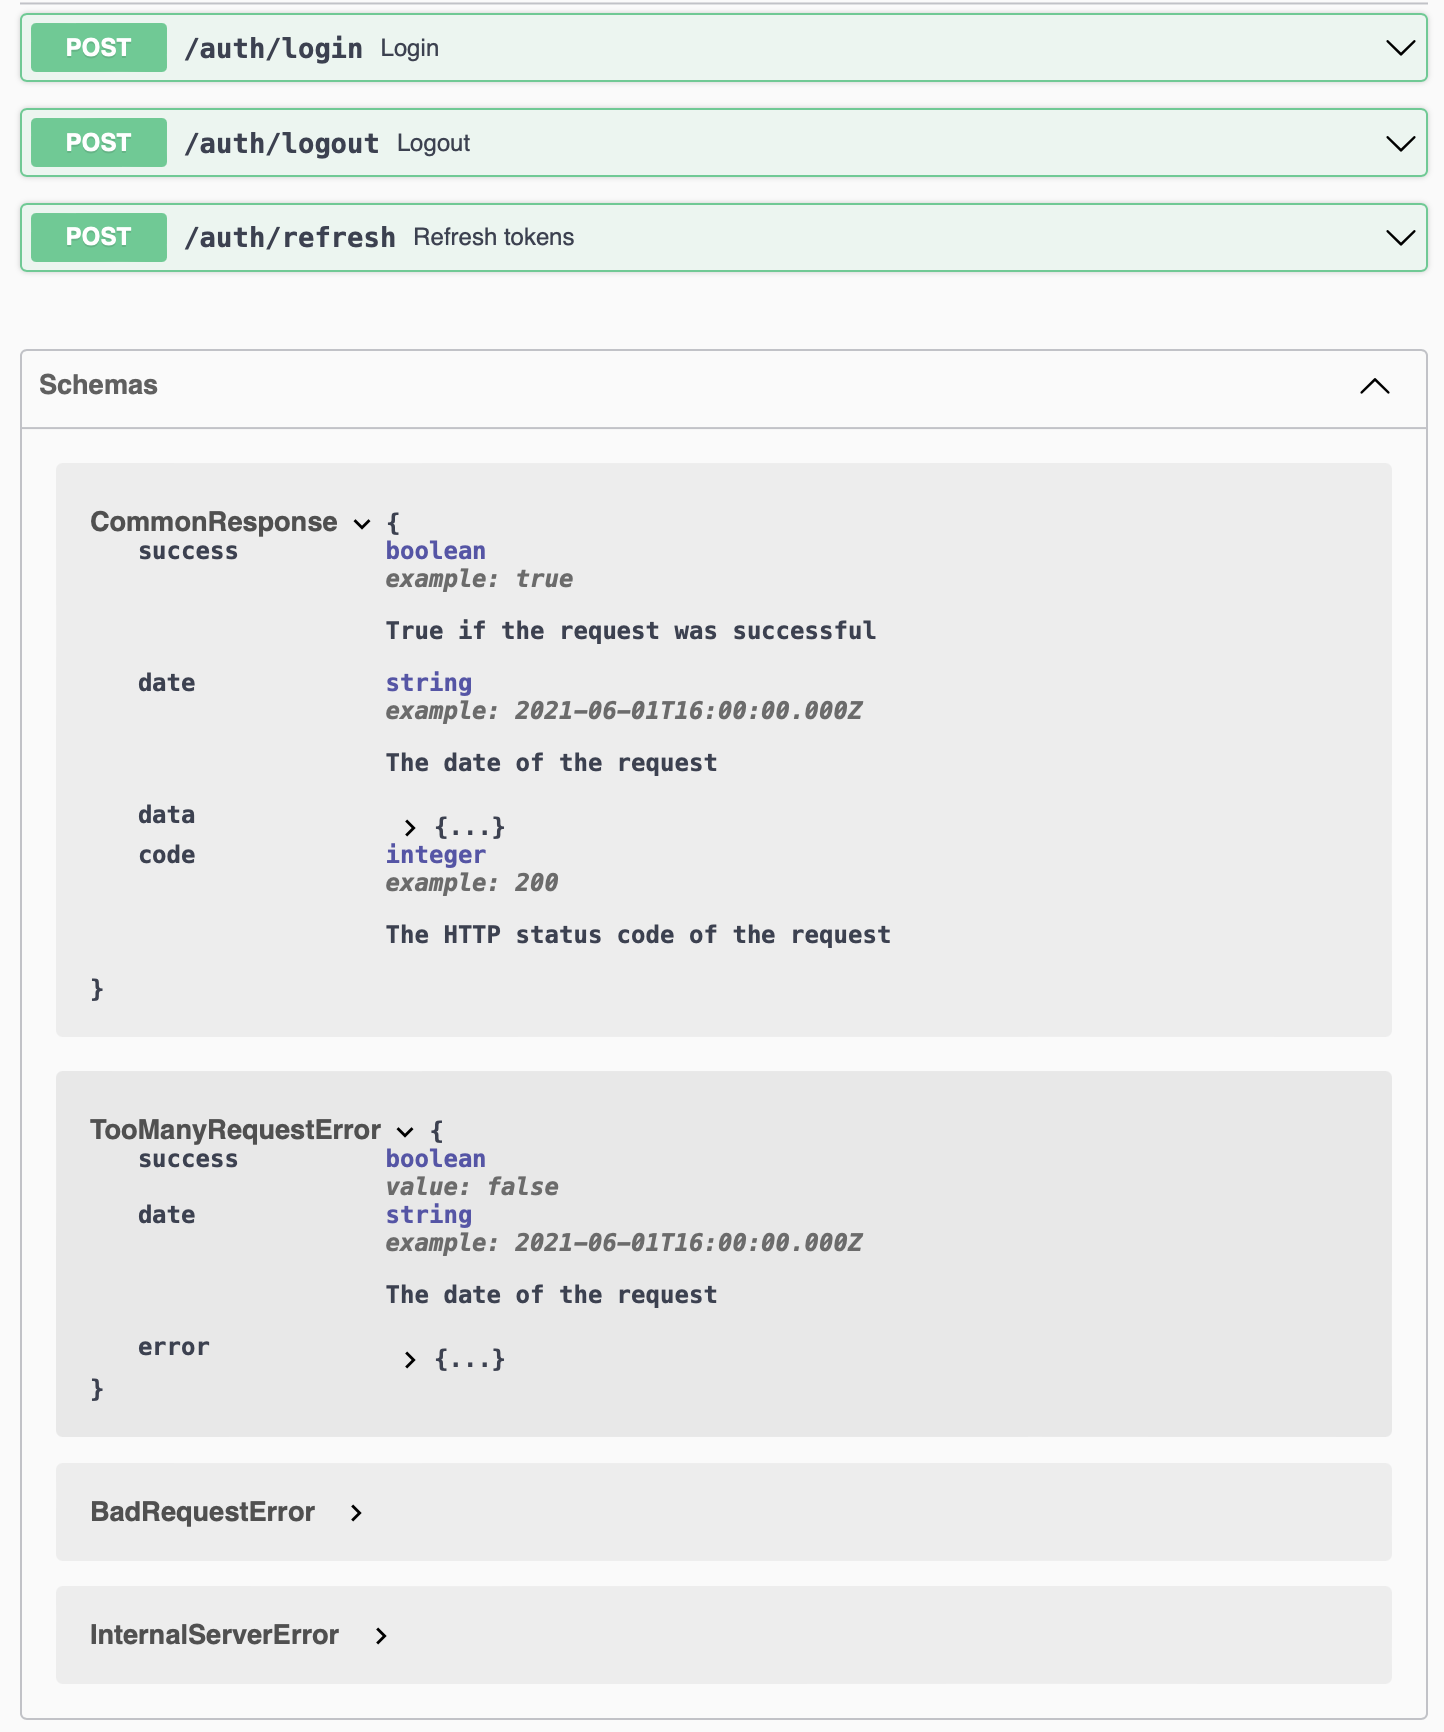 POST /auth/login Login
POST /auth/logout Logout
POST /auth/refresh Refresh tokens
Schemas
CommonResponse {
success boolean
example: true
True if the request was successful
date string
example: 2021-06-01T16:00:00.000Z
The date of the request
data {...}
code integer
example: 200
The HTTP status code of the request
}
TooManyRequestError {
success boolean
value: false
date string
example: 2021-06-01T16:00:00.000Z
The date of the request
error {...}
}
BadRequestError
InternalServerError